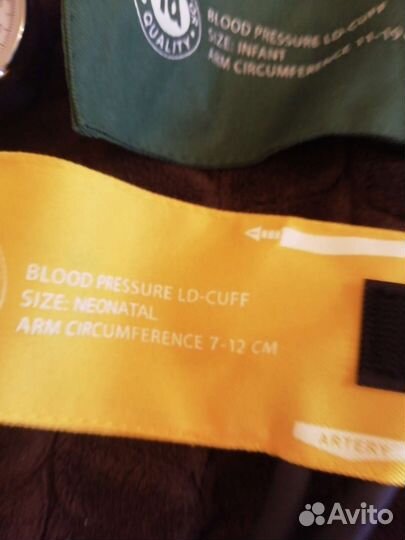 QUALITY
BLOOD PRESSURE LD-CUFF
SIZE: INFANT
ARM CIRCUMFERENCE
BLOOD PRESSURE LD-CUFF
SIZE: NEONATAL
ARM CIRCUMFERENCE 7-12 CM
ARTERY
Avito